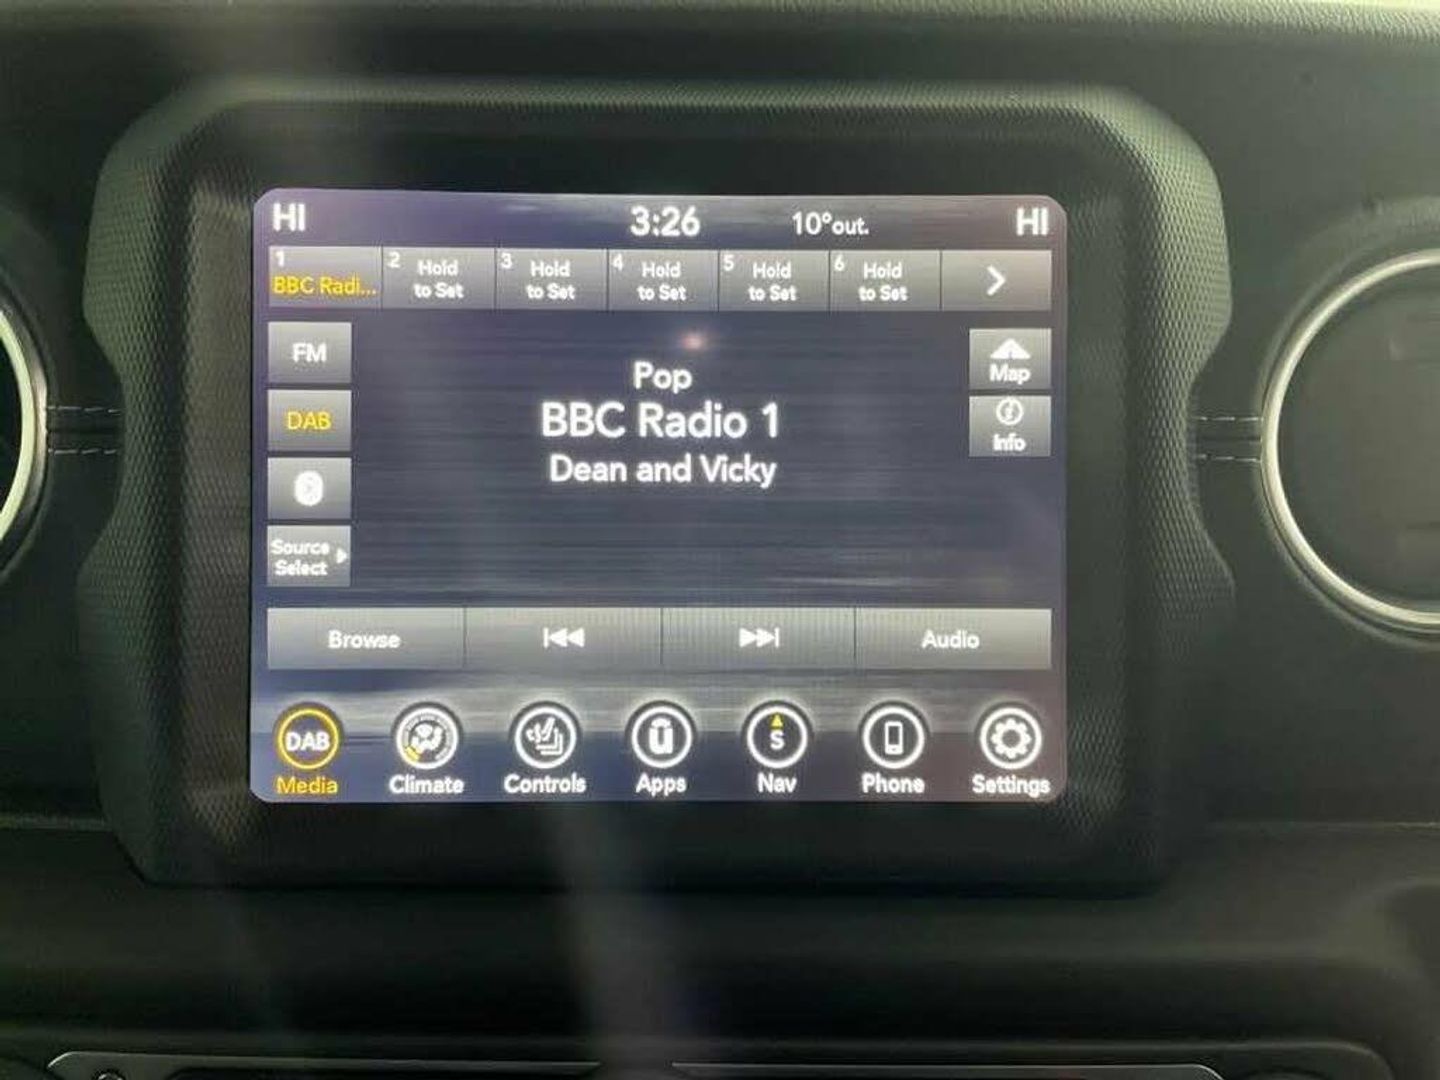 HI 3:26 10°out. HI
1 2 3 4 5 6
BBC Radi... Hold to Set Hold to Set Hold to Set Hold to Set Hold to Set
FM
DAB
Source
Select
Pop
BBC Radio 1
Dean and Vicky
Map
Info
Browse Audio
DAB S
Media Climate Controls Apps Nav Phone Settings